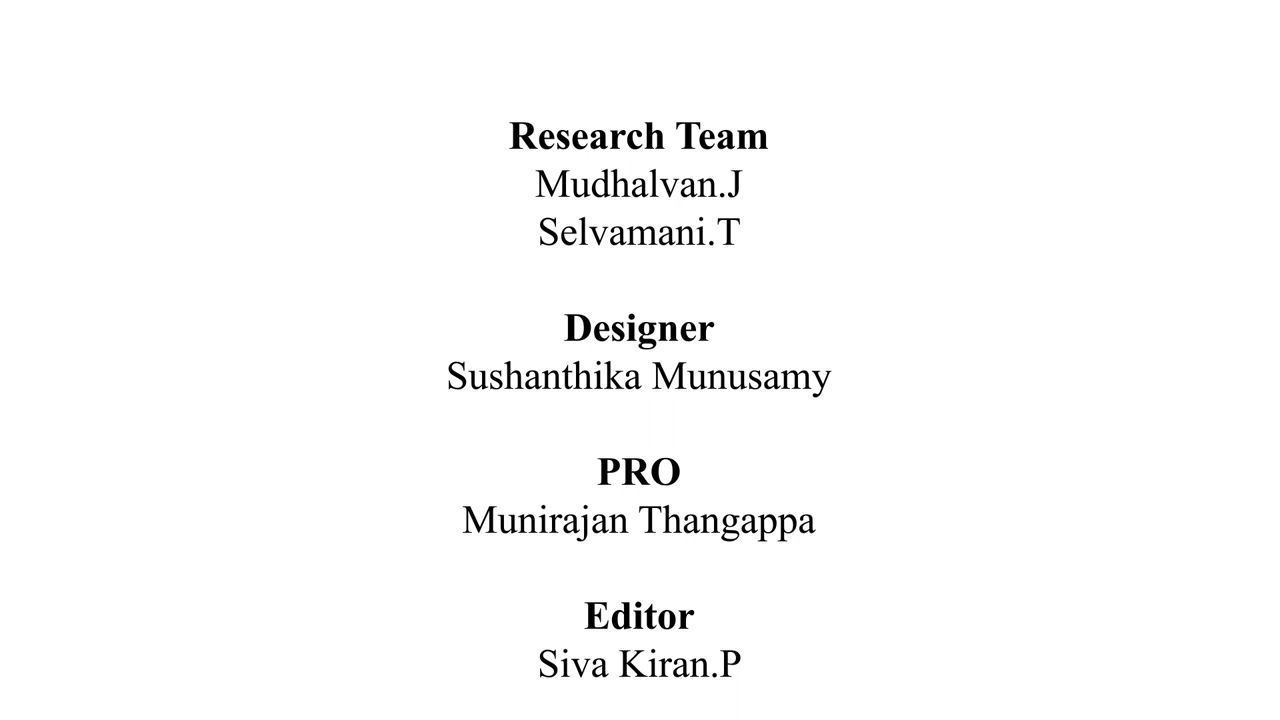 Research Team
Mudhalvan.J
Selvamani.T
Designer
Sushanthika Munusamy
PRO
Munirajan Thangappa
Editor
Siva Kiran.P